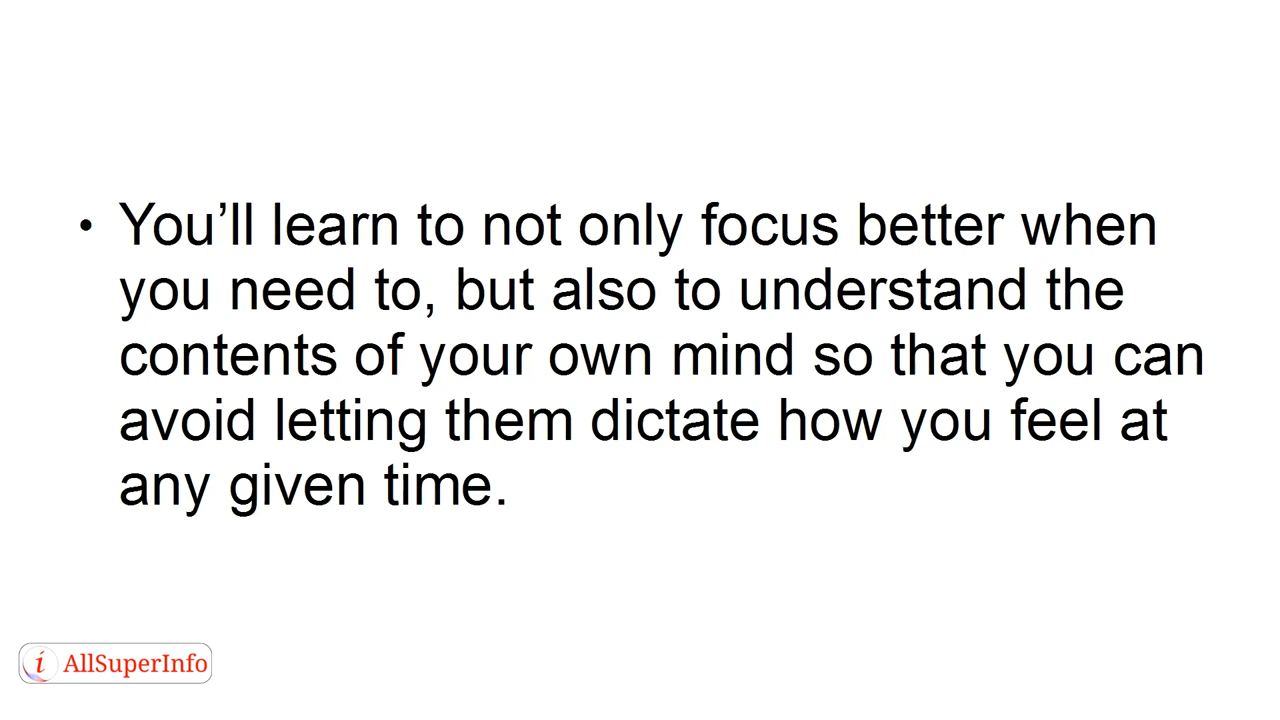 • You’ll learn to not only focus better when
you need to, but also to understand the
contents of your own mind so that you can
avoid letting them dictate how you feel at
any given time.
i AllSuperInfo